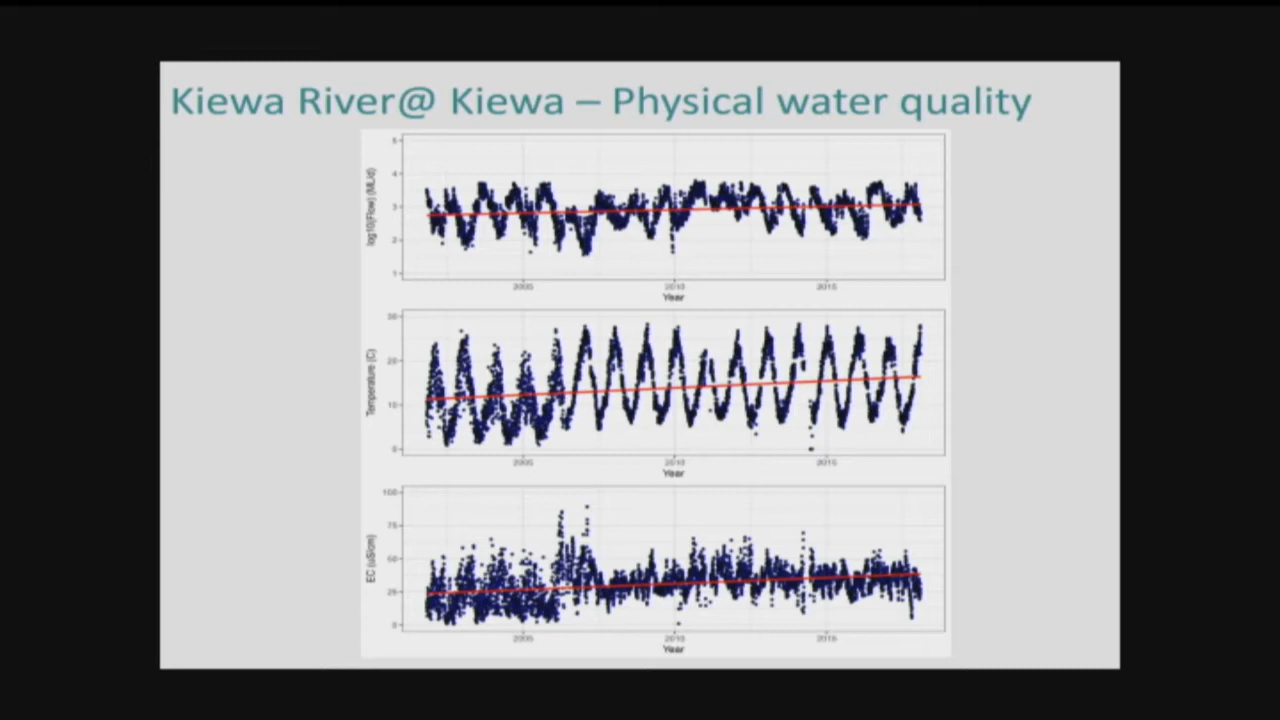 Kiewa River@ Kiewa – Physical water quality
log10(Flow) (ML/d)
5
4
3
2
1
2005 2010 2015
Year
Temperature (C)
30
20
10
0
2005 2010 2015
Year
EC (uS/cm)
100
75
50
25
0
2005 2010 2015
Year